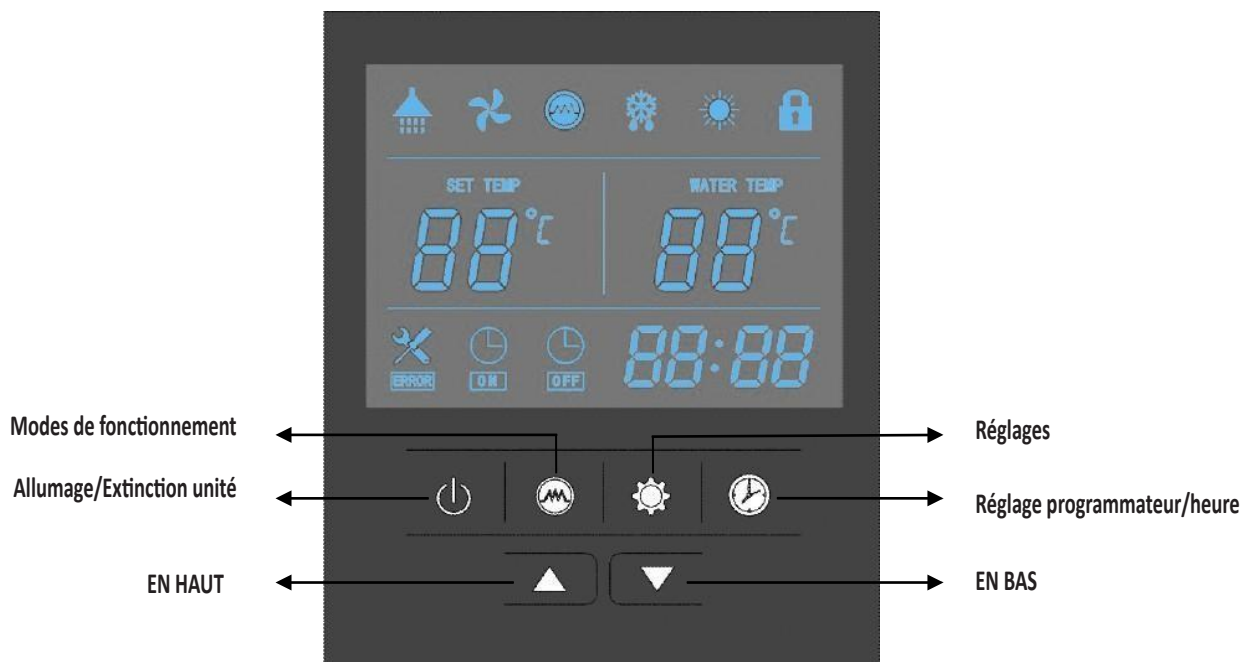 SET TEMP
WATER TEMP
88°C
88°C
ERROR
ON
OFF
88:88
Modes de fonctionnement
Réglages
Allumage/Extinction unité
Réglage programmateur/heure
EN HAUT
EN BAS